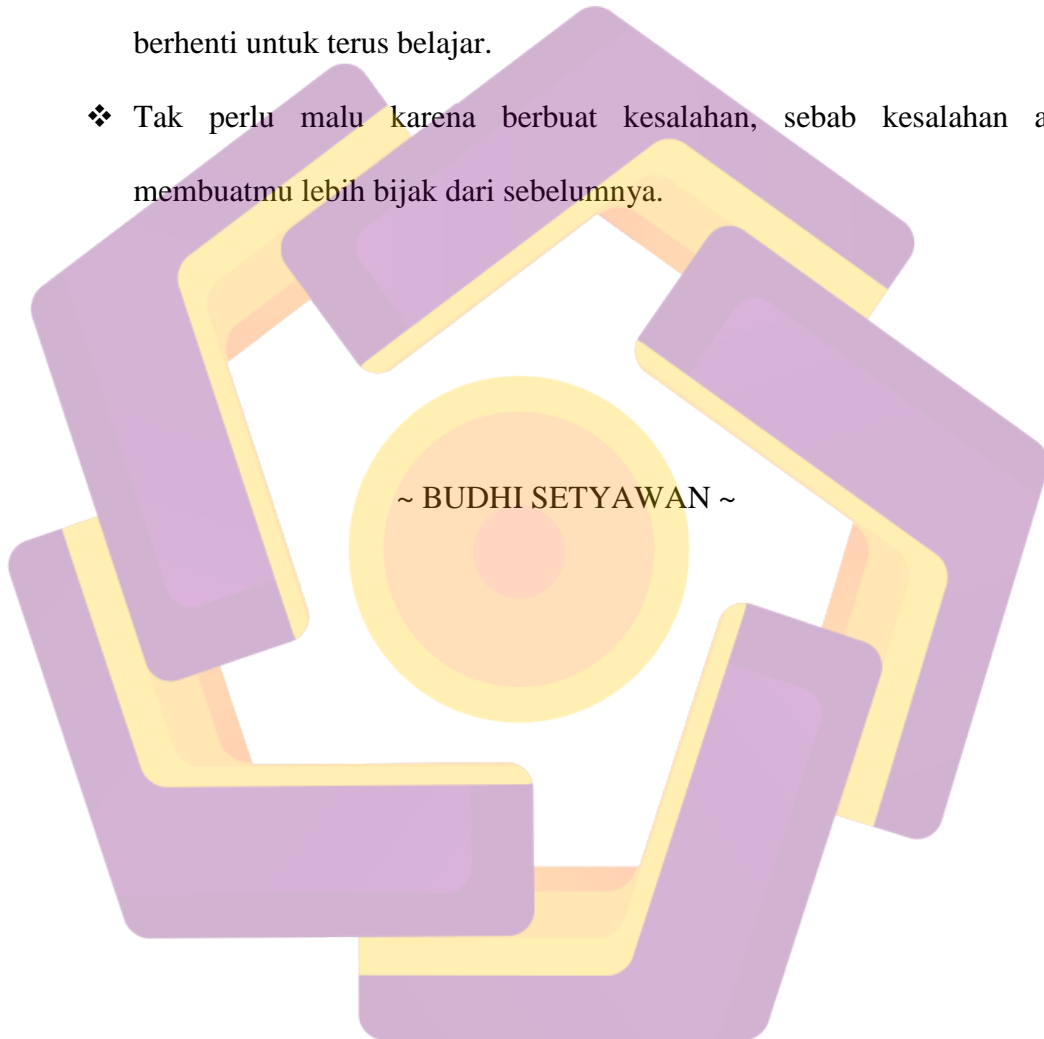 berhenti untuk terus belajar.
❖ Tak perlu malu karena berbuat kesalahan, sebab kesalahan a
membuatmu lebih bijak dari sebelumnya.
~ BUDHI SETYAWAN ~